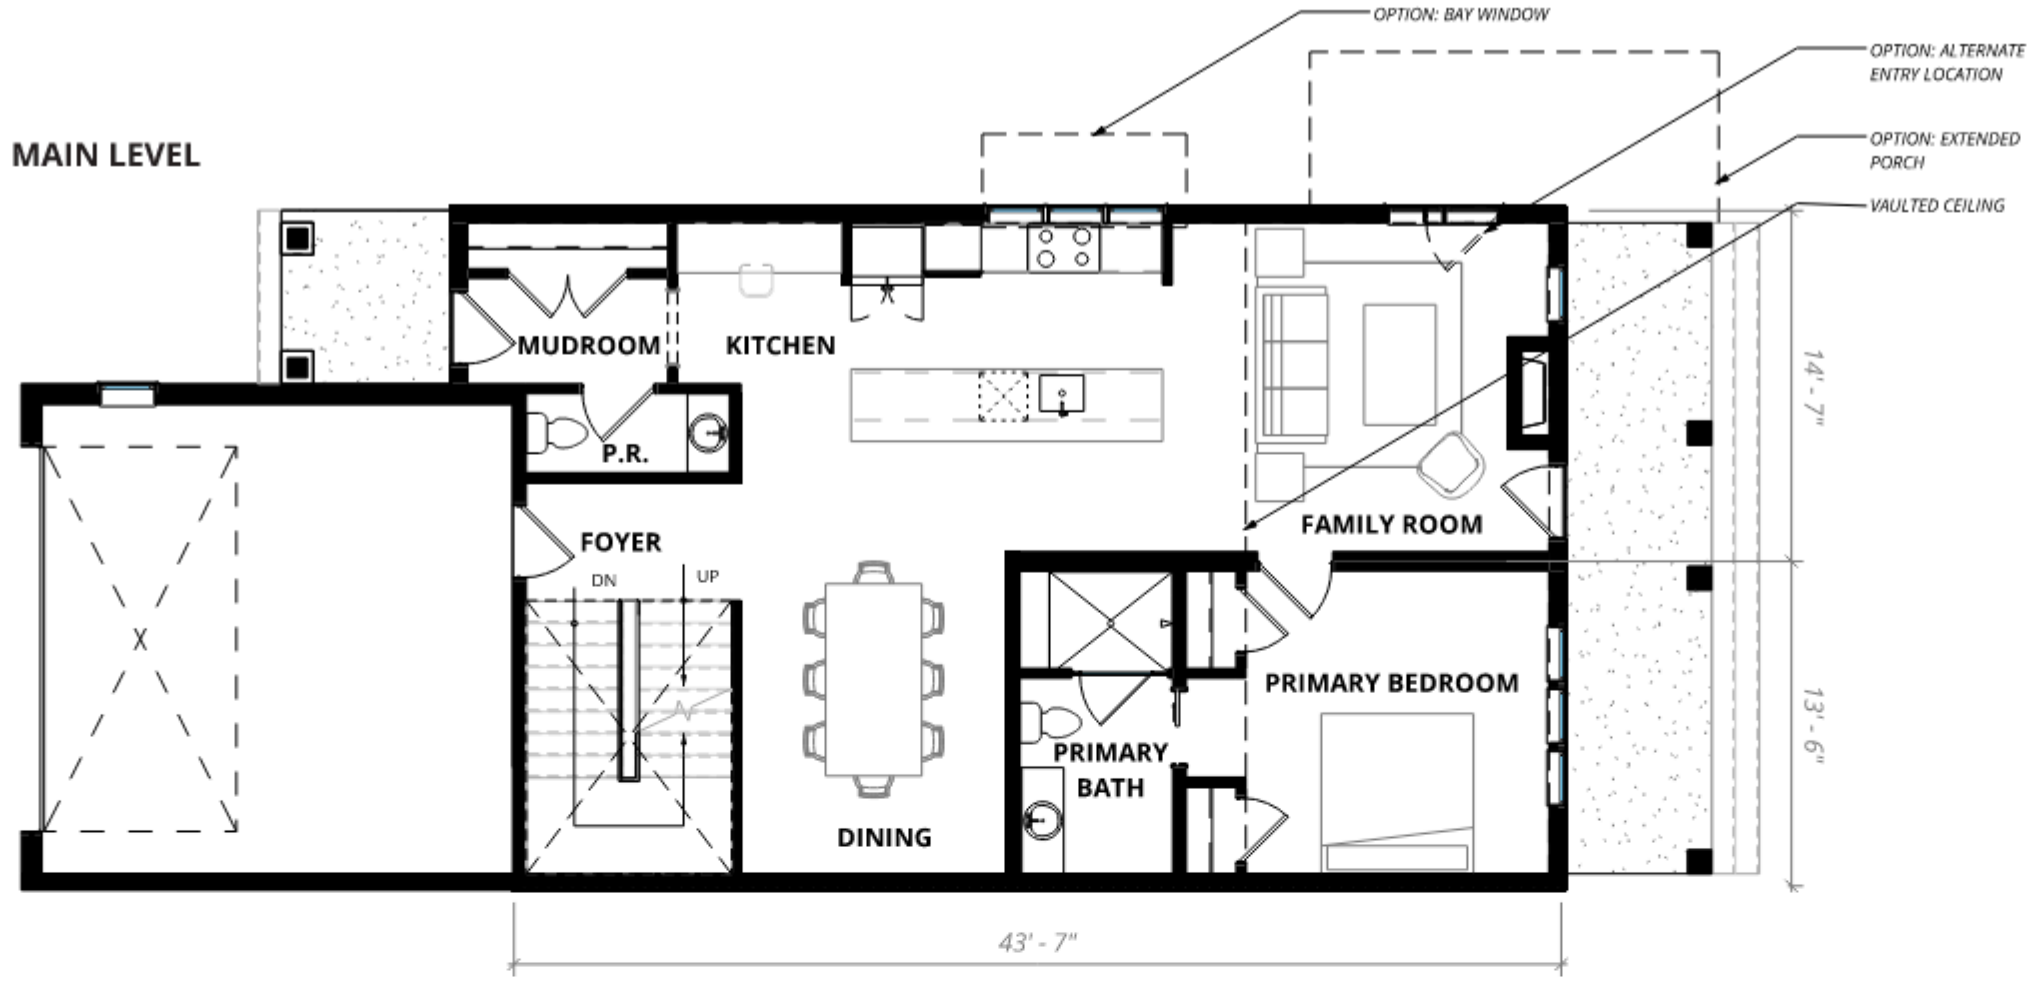 OPTION: BAY WINDOW
OPTION: ALTERNATE
ENTRY LOCATION
OPTION: EXTENDED
PORCH
VAULTED CEILING
MAIN LEVEL
MUDROOM
KITCHEN
P.R.
FOYER
FAMILY ROOM
DN
UP
X
PRIMARY BEDROOM
PRIMARY
BATH
DINING
14' - 7"
13' - 6"
43' - 7"